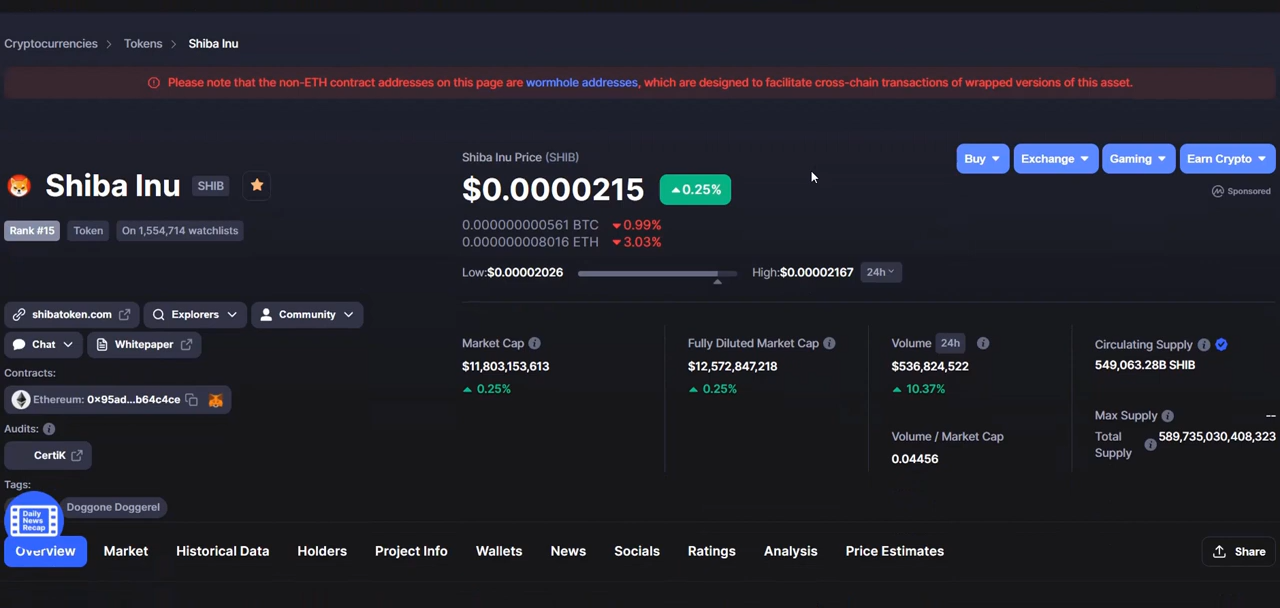 Cryptocurrencies > Tokens > Shiba Inu
Please note that the non-ETH contract addresses on this page are wormhole addresses, which are designed to facilitate cross-chain transactions of wrapped versions of this asset.
Shiba Inu SHIB
Rank #15 Token On 1,554,714 watchlists
shibatoken.com Explorers Community
Chat Whitepaper
Contracts:
Ethereum: 0×95ad...b64c4ce
Audits:
CertiK
Tags:
Doggone Doggerel
Daily
News
Recap
Shiba Inu Price (SHIB)
$0.0000215 0.25%
0.000000000561 BTC 0.99%
0.000000008016 ETH 3.03%
Low:$0.00002026 High:$0.00002167 24h
Buy Exchange Gaming Earn Crypto
Sponsored
Market Cap
$11,803,153,613
0.25%
Fully Diluted Market Cap
$12,572,847,218
0.25%
Volume 24h
$536,824,522
10.37%
Volume / Market Cap
0.04456
Circulating Supply
549,063.28B SHIB
Max Supply --
Total Supply 589,735,030,408,323
Overview Market Historical Data Holders Project Info Wallets News Socials Ratings Analysis Price Estimates Share